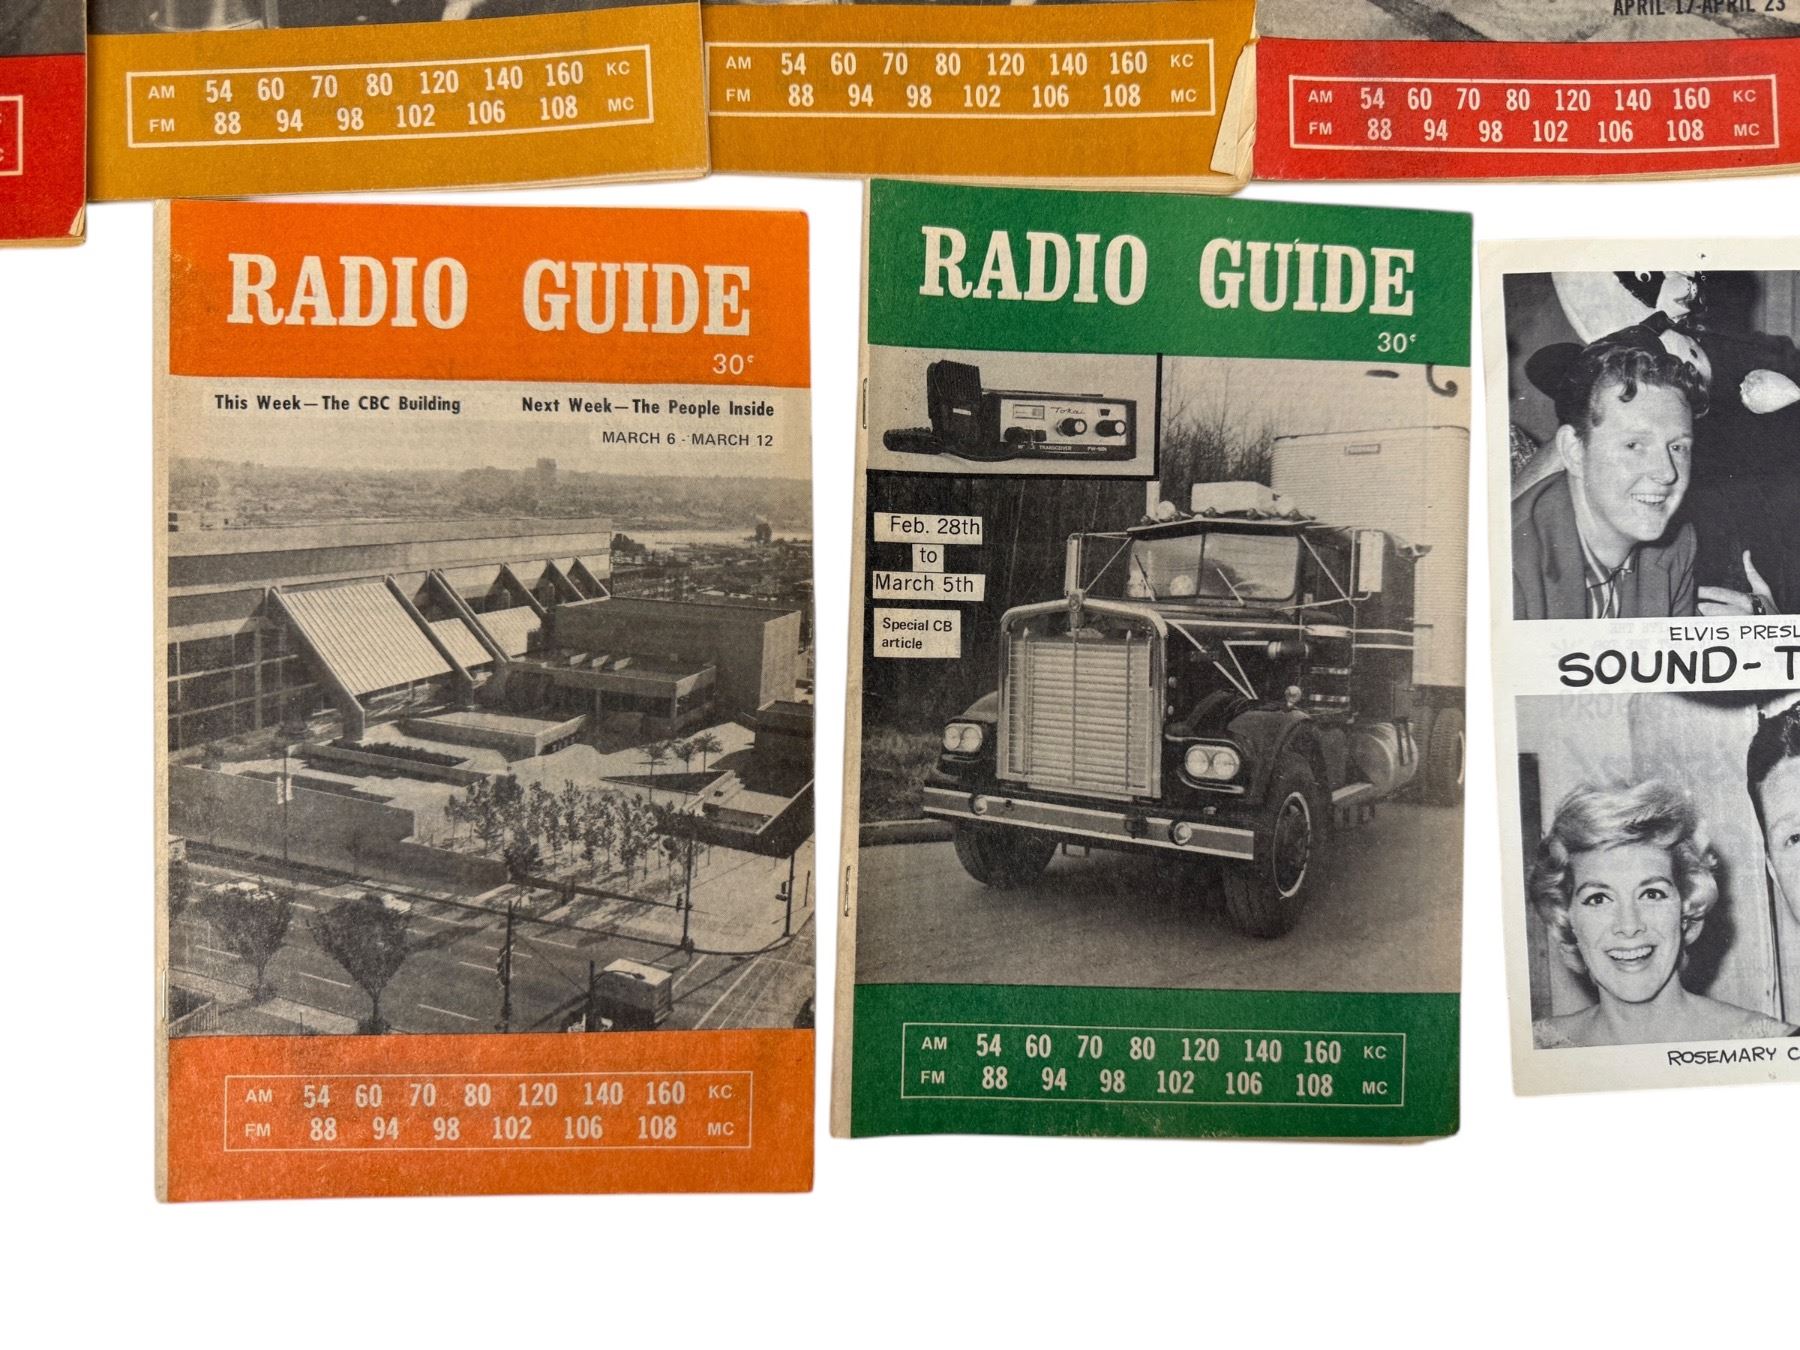 APRIL 17-APRIL 23
AM 54 60 70 80 120 140 160 KC
FM 88 94 98 102 106 108 MC
AM 54 60 70 80 120 140 160 KC
FM 88 94 98 102 106 108 MC
AM 54 60 70 80 120 140 160 KC
FM 88 94 98 102 106 108 MC
RADIO GUIDE
30¢
This Week—The CBC Building Next Week—The People Inside
MARCH 6 - MARCH 12
AM 54 60 70 80 120 140 160 KC
FM 88 94 98 102 106 108 MC
RADIO GUIDE
30¢
Tokai
TRANSCEIVER
Feb. 28th
to
March 5th
Special CB
article
AM 54 60 70 80 120 140 160 KC
FM 88 94 98 102 106 108 MC
ELVIS PRESL
SOUND-T
ROSEMARY C